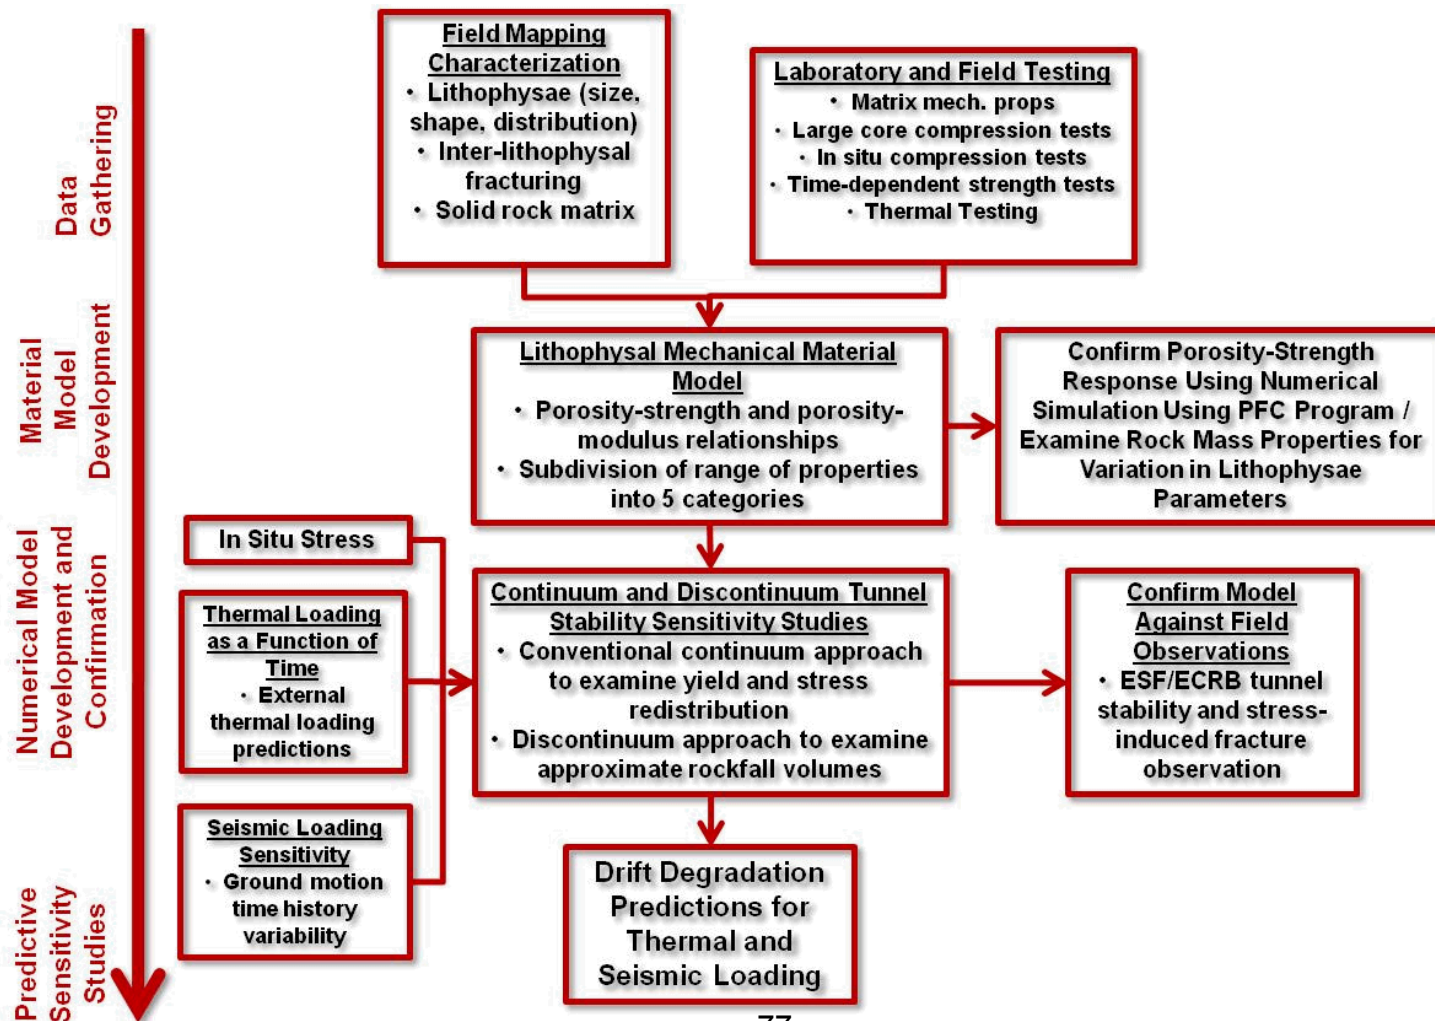 Data
Gathering
Field Mapping
Characterization
• Lithophysae (size,
shape, distribution)
• Inter-lithophysal
fracturing
• Solid rock matrix
Laboratory and Field Testing
• Matrix mech. props
• Large core compression tests
• In situ compression tests
• Time-dependent strength tests
• Thermal Testing
Material
Model
Development
Lithophysal Mechanical Material
Model
• Porosity-strength and porosity-
modulus relationships
• Subdivision of range of properties
into 5 categories
Confirm Porosity-Strength
Response Using Numerical
Simulation Using PFC Program /
Examine Rock Mass Properties for
Variation in Lithophysae
Parameters
Numerical Model
Development and
Confirmation
In Situ Stress
Thermal Loading
as a Function of
Time
• External
thermal loading
predictions
Seismic Loading
Sensitivity
• Ground motion
time history
variability
Continuum and Discontinuum Tunnel
Stability Sensitivity Studies
• Conventional continuum approach
to examine yield and stress
redistribution
• Discontinuum approach to examine
approximate rockfall volumes
Confirm Model
Against Field
Observations
• ESF/ECRB tunnel
stability and stress-
induced fracture
observation
Predictive
Sensitivity
Studies
Drift Degradation
Predictions for
Thermal and
Seismic Loading
77